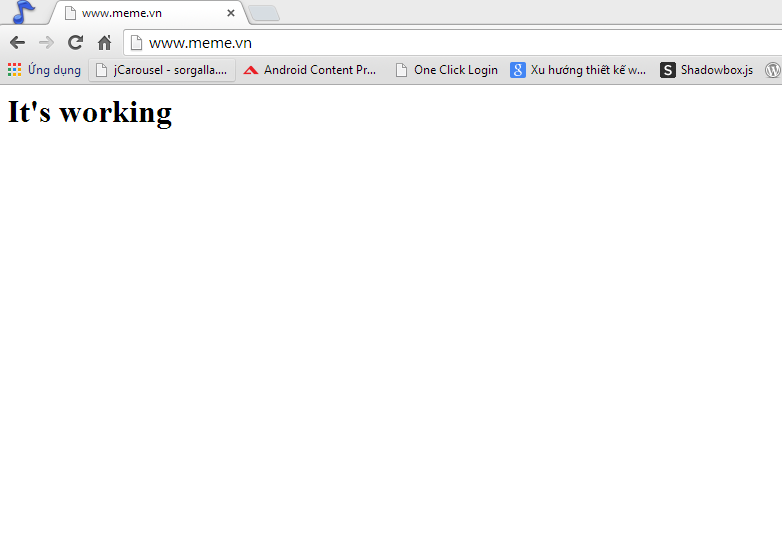 www.meme.vn
www.meme.vn
Ứng dụng jCarousel - sorgalla.... Android Content Pr... One Click Login Xu hướng thiết kế w... Shadowbox.js
It's working